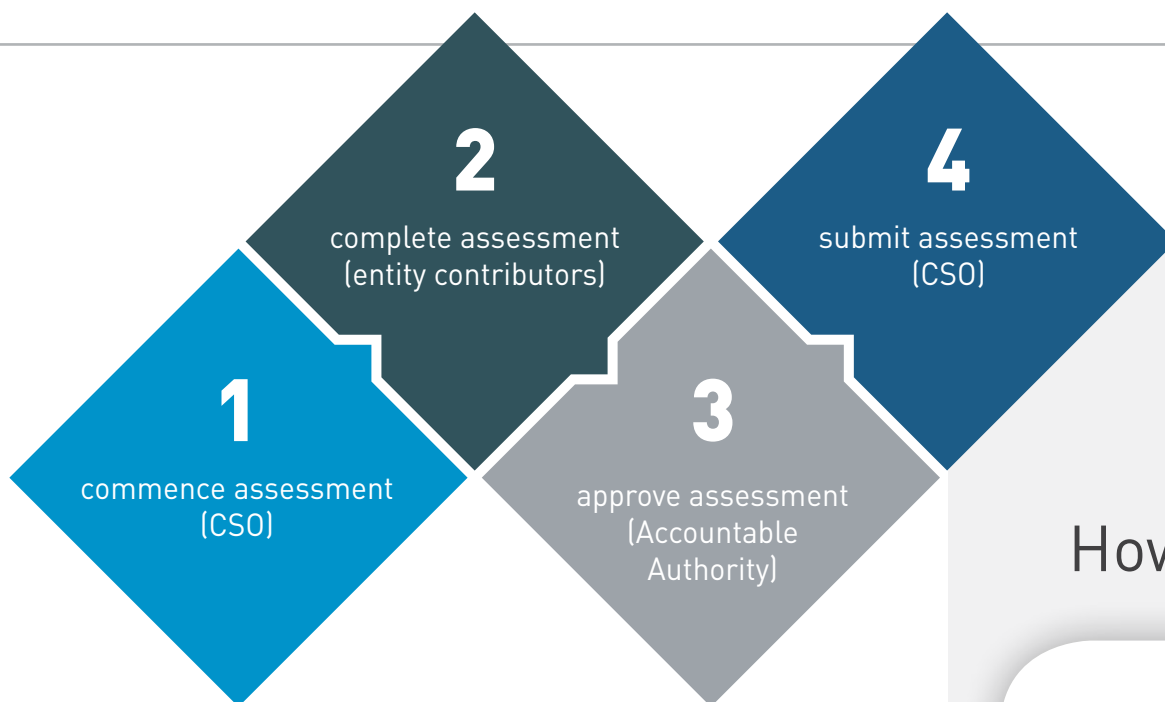 1
commence assessment
(CSO)
2
complete assessment
(entity contributors)
3
approve assessment
(Accountable
Authority)
4
submit assessment
(CSO)